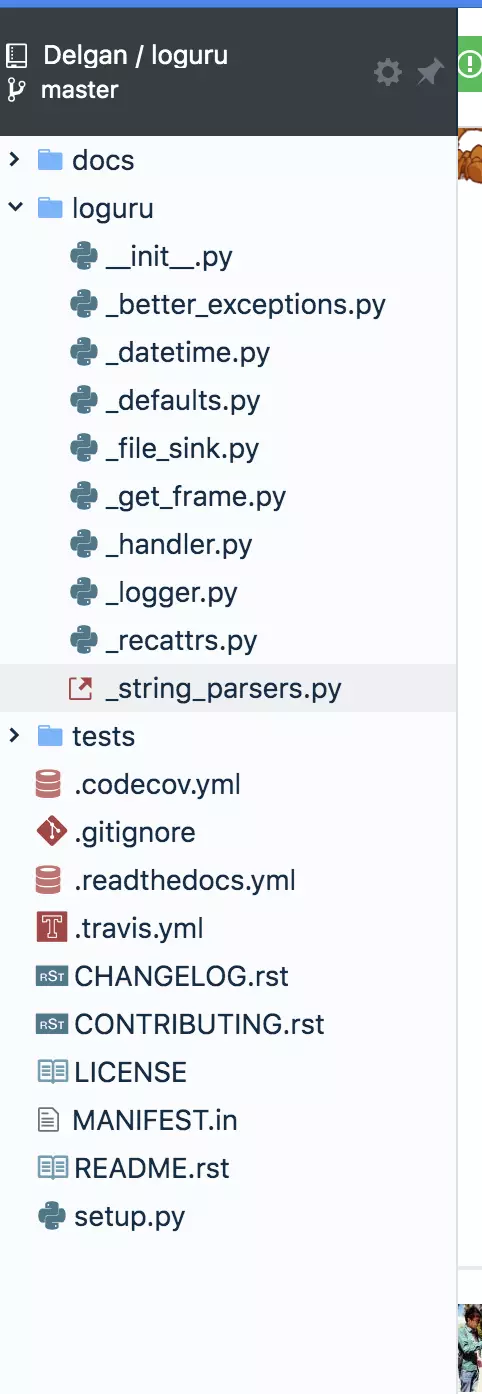 Delgan / loguru
master
docs
loguru
__init__.py
_better_exceptions.py
_datetime.py
_defaults.py
_file_sink.py
_get_frame.py
_handler.py
_logger.py
_recattrs.py
_string_parsers.py
tests
.codecov.yml
.gitignore
.readthedocs.yml
T .travis.yml
RST CHANGELOG.rst
RST CONTRIBUTING.rst
LICENSE
MANIFEST.in
README.rst
setup.py